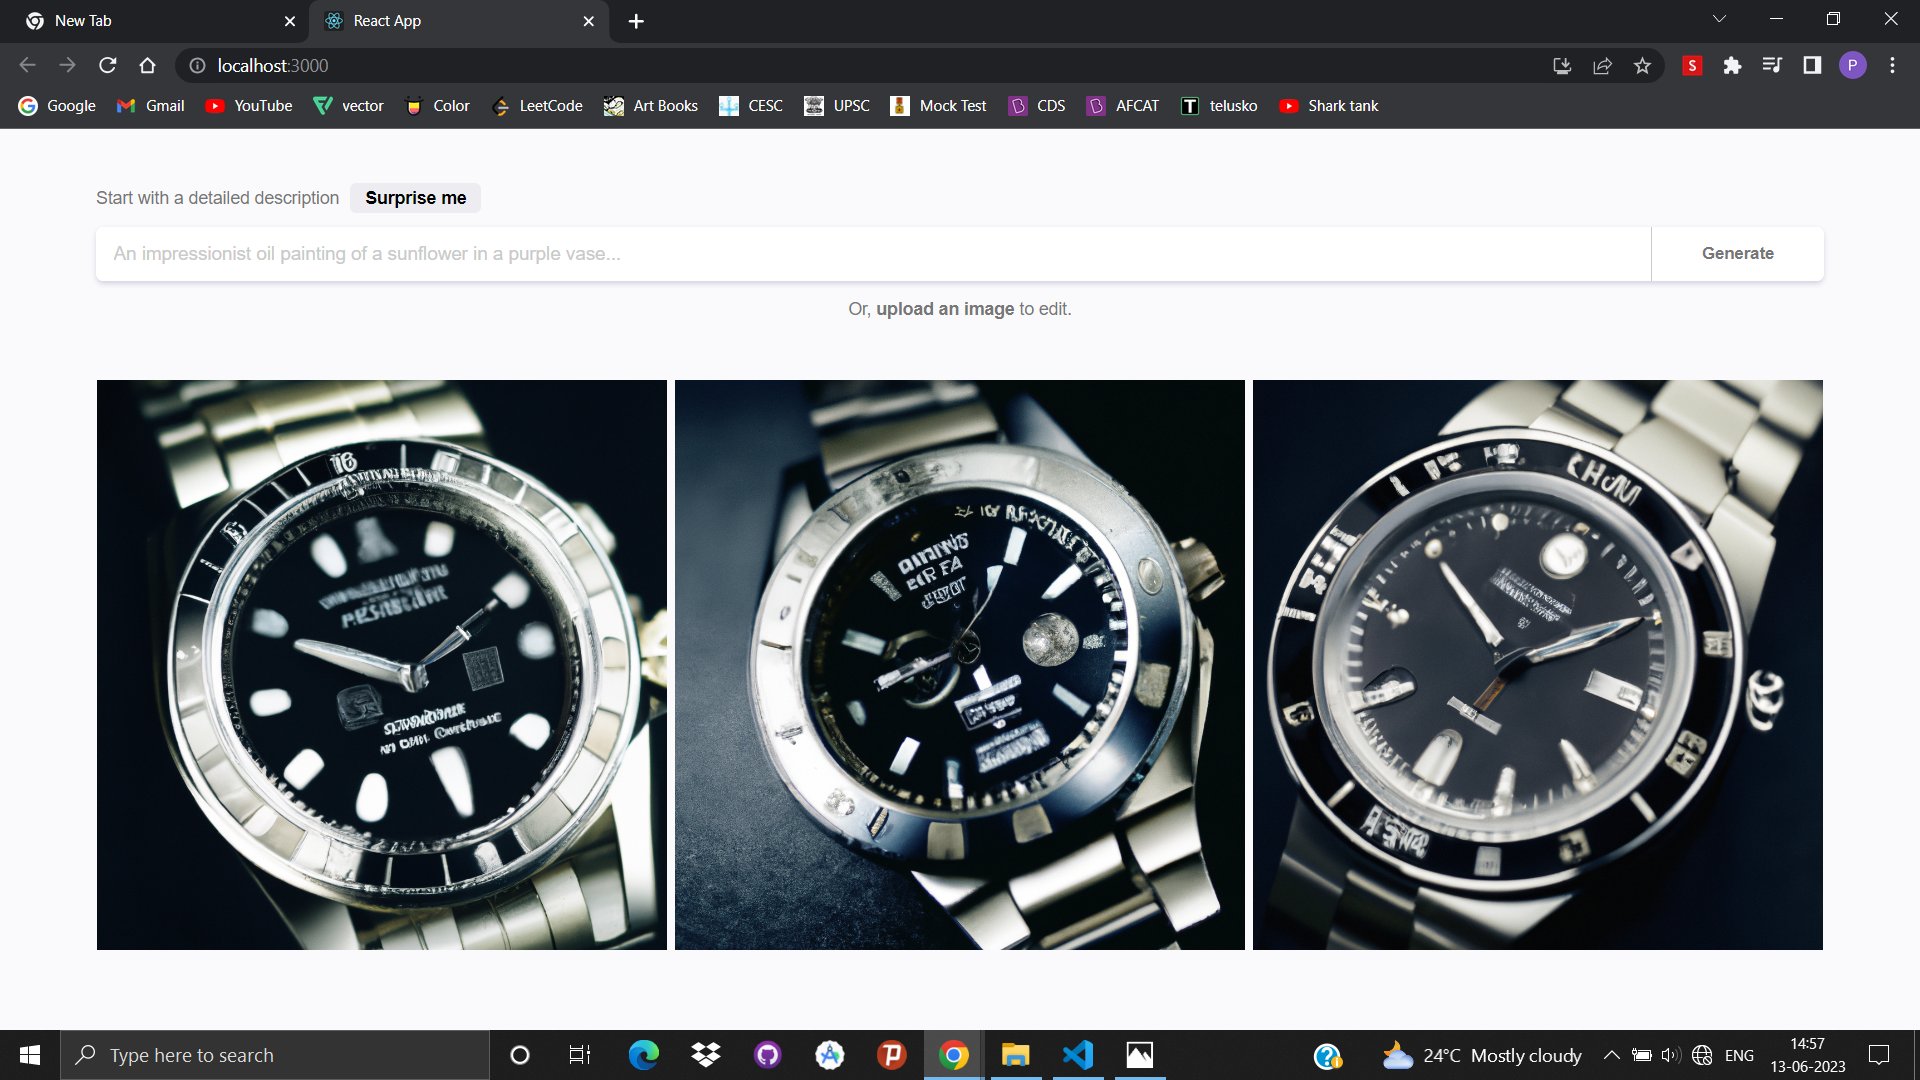 New Tab
React App
localhost:3000
S
P
Google Gmail YouTube vector Color LeetCode Art Books CESC UPSC Mock Test CDS AFCAT telusko Shark tank
Start with a detailed description Surprise me
An impressionist oil painting of a sunflower in a purple vase... Generate
Or, upload an image to edit.
Type here to search
24°C Mostly cloudy
ENG
14:57
13-06-2023